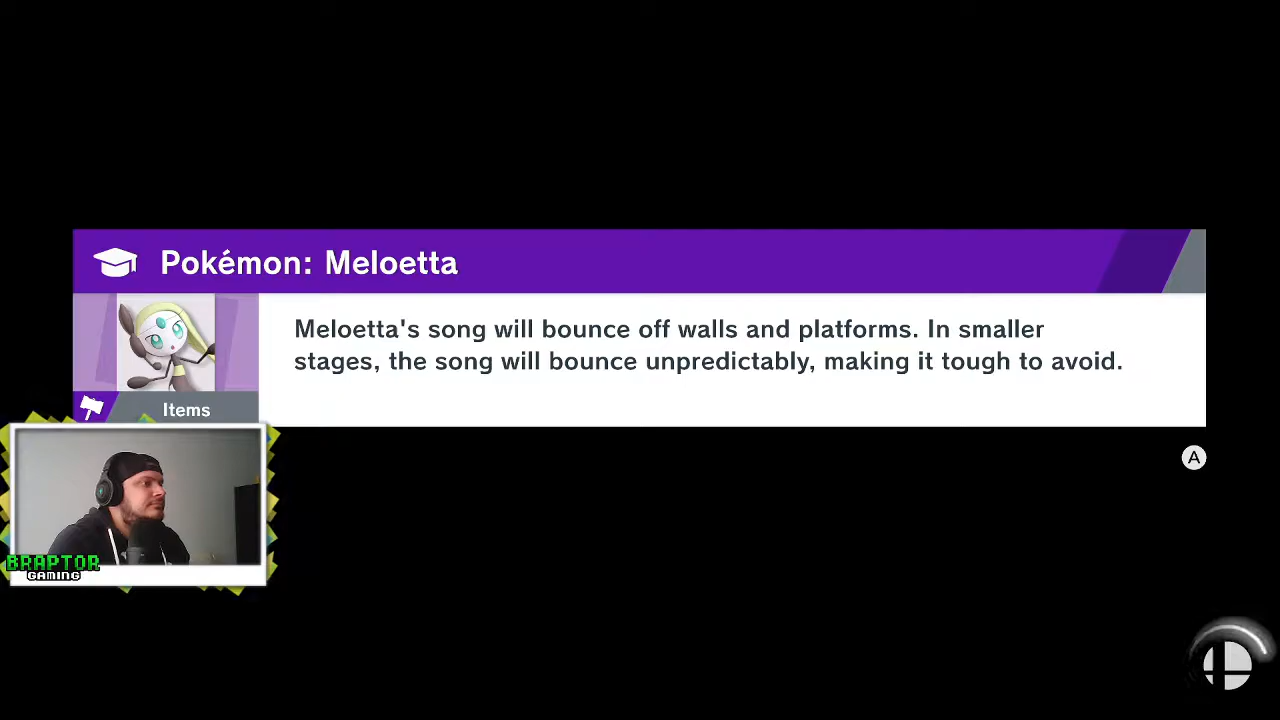 Pokémon: Meloetta
Meloetta's song will bounce off walls and platforms. In smaller
stages, the song will bounce unpredictably, making it tough to avoid.
Items
A
BRAPTOR
GAMING